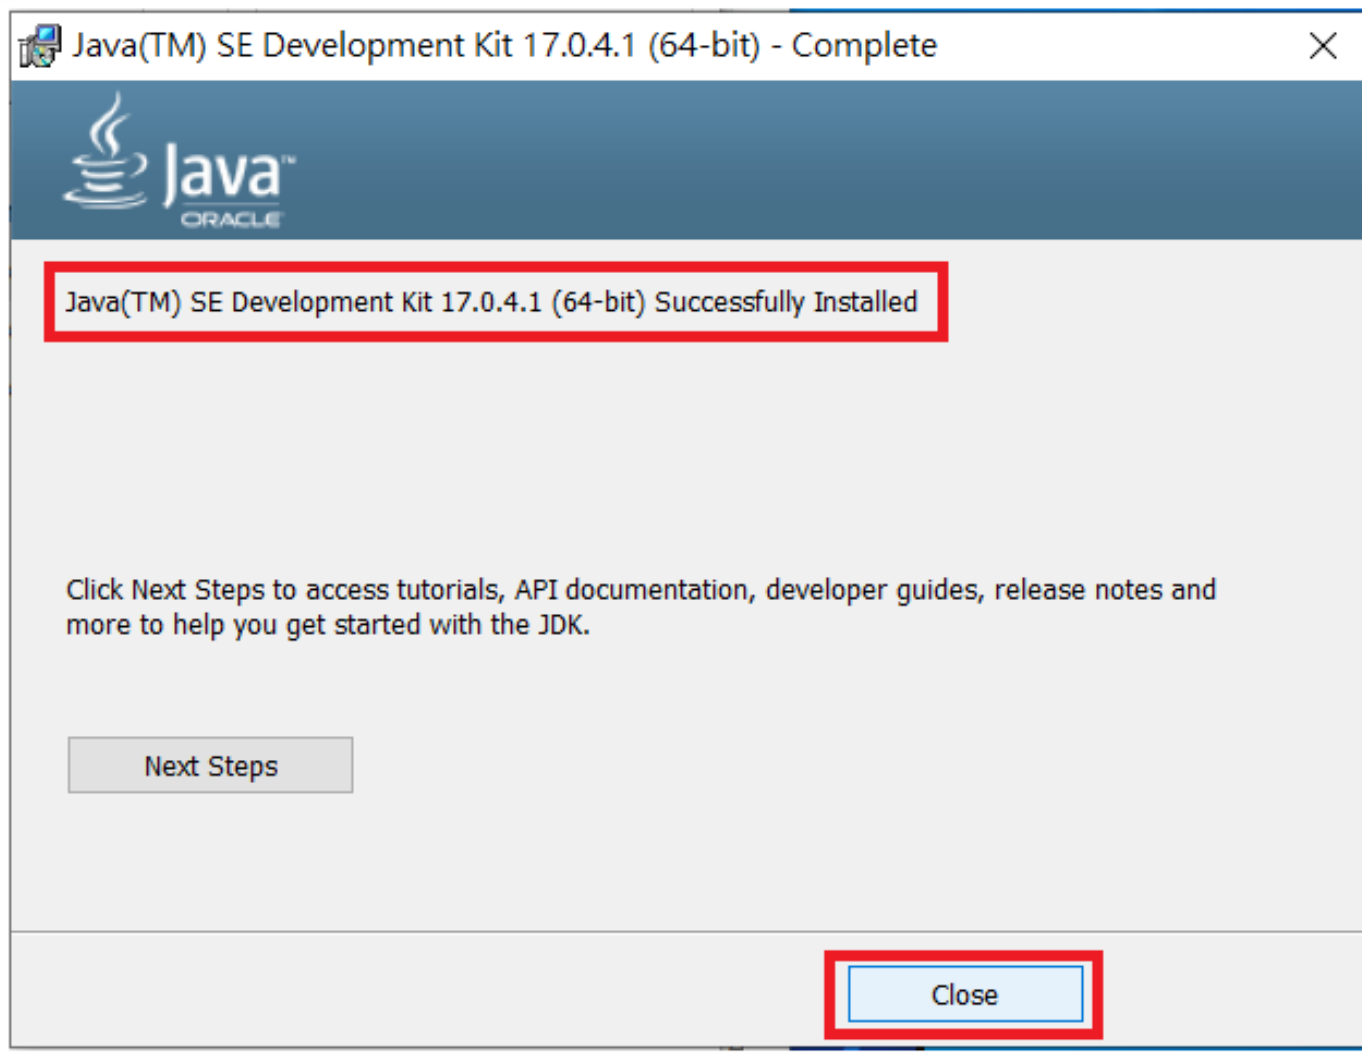 Java(TM) SE Development Kit 17.0.4.1 (64-bit) - Complete
Java™
ORACLE
Java(TM) SE Development Kit 17.0.4.1 (64-bit) Successfully Installed
Click Next Steps to access tutorials, API documentation, developer guides, release notes and
more to help you get started with the JDK.
Next Steps
Close